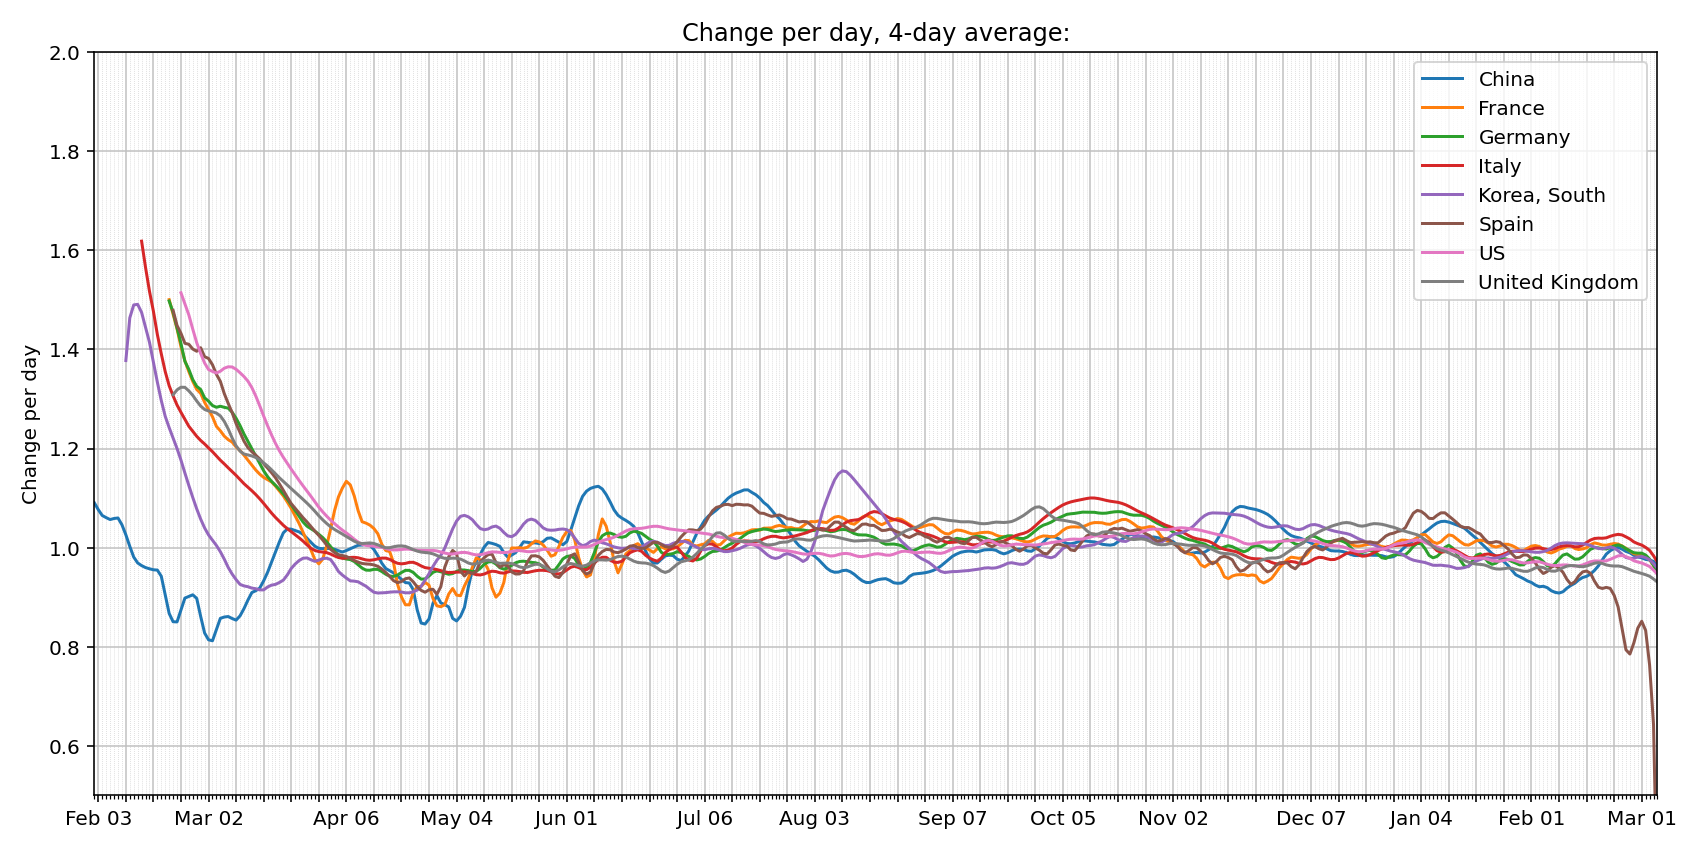 Change per day, 4-day average:
Change per day
2.0
1.8
1.6
1.4
1.2
1.0
0.8
0.6
China
France
Germany
Italy
Korea, South
Spain
US
United Kingdom
Feb 03 Mar 02 Apr 06 May 04 Jun 01 Jul 06 Aug 03 Sep 07 Oct 05 Nov 02 Dec 07 Jan 04 Feb 01 Mar 01